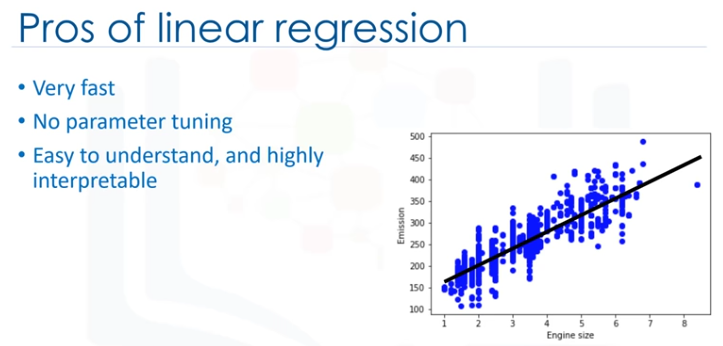 Pros of linear regression
• Very fast
• No parameter tuning
• Easy to understand, and highly
interpretable
500
450
400
350
300
250
200
150
100
Emission
1 2 3 4 5 6 7 8
Engine size